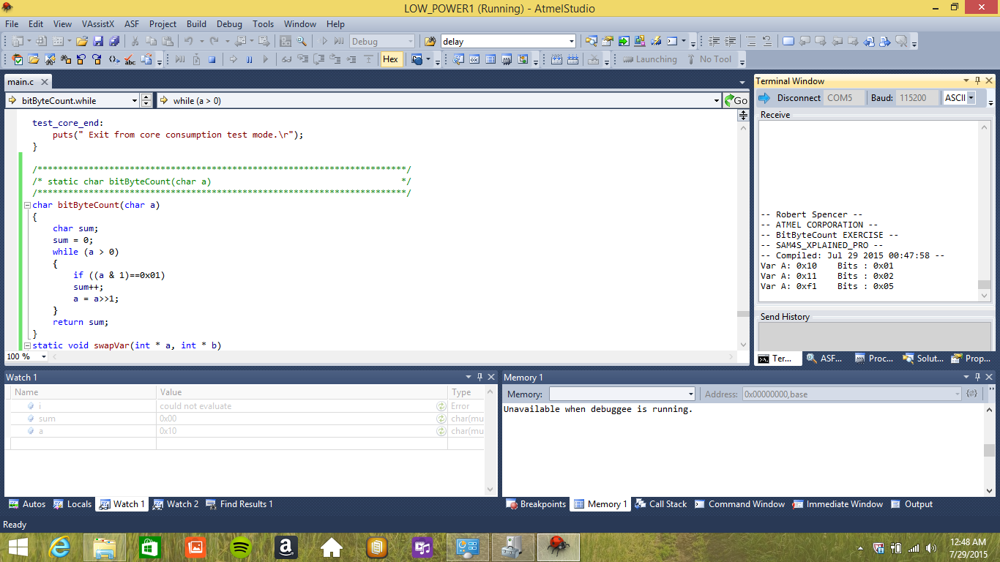 LOW_POWER1 (Running) - AtmelStudio
File Edit View VAssistX ASF Project Build Debug Tools Window Help
Debug delay
Hex Launching No Tool
main.c
bitByteCount.while while (a > 0) Go
test_core_end:
puts(" Exit from core consumption test mode.\r");
}
/************************************************************************/
/* static char bitByteCount(char a) */
/************************************************************************/
char bitByteCount(char a)
{
char sum;
sum = 0;
while (a > 0)
{
if ((a & 1)==0x01)
sum++;
a = a>>1;
}
return sum;
}
static void swapVar(int * a, int * b)
100 %
Terminal Window
Disconnect COM5 Baud: 115200 ASCII
Receive
-- Robert Spencer --
-- ATMEL CORPORATION --
-- BitByteCount EXERCISE --
-- SAM4S_XPLAINED_PRO --
-- Compiled: Jul 29 2015 00:47:58 --
Var A: 0x10 Bits : 0x01
Var A: 0x11 Bits : 0x02
Var A: 0xf1 Bits : 0x05
Send History
Ter... ASF... Proc... Solut... Prop...
Watch 1
Name Value Type
i could not evaluate Error
sum 0x00 char(mu
a 0x10 char(mu
Autos Locals Watch 1 Watch 2 Find Results 1
Memory 1
Memory: Address: 0x00000000,base
Unavailable when debuggee is running.
Breakpoints Memory 1 Call Stack Command Window Immediate Window Output
Ready
12:48 AM
7/29/2015